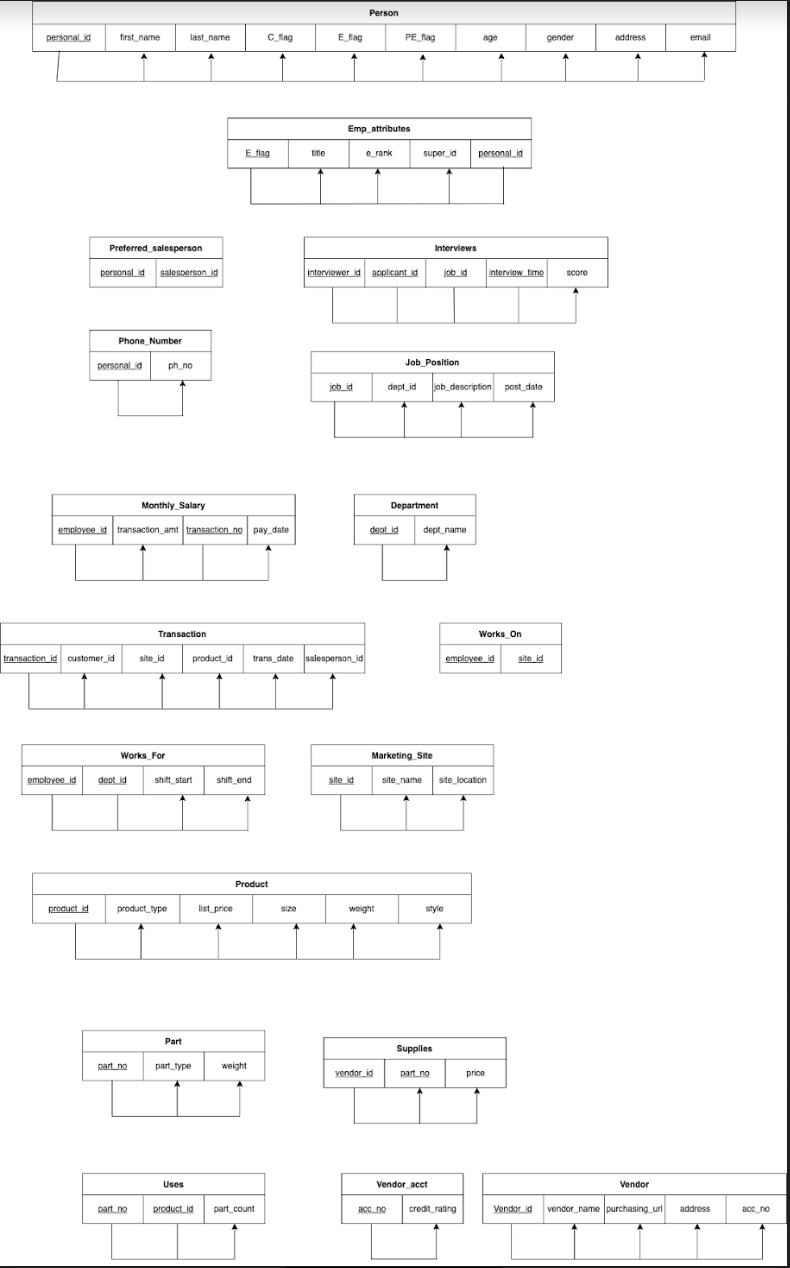 Person
personal_id first_name last_name C_flag E_flag PE_flag age gender address email
Emp_attributes
E_flag title e_rank super_id personal_id
Preferred_salesperson
personal_id salesperson_id
Interviews
interviewer_id applicant_id job_id interview_time score
Phone_Number
personal_id ph_no
Job_Position
job_id dept_id job_description post_date
Monthly_Salary
employee_id transaction_amt transaction_no pay_date
Department
dept_id dept_name
Transaction
transaction_id customer_id site_id product_id trans_date salesperson_id
Works_On
employee_id site_id
Works_For
employee_id dept_id shift_start shift_end
Marketing_Site
site_id site_name site_location
Product
product_id product_type list_price size weight style
Part
part_no part_type weight
Supplies
vendor_id part_no price
Uses
part_no product_id part_count
Vendor_acct
acc_no credit_rating
Vendor
Vendor_id vendor_name purchasing_url address acc_no